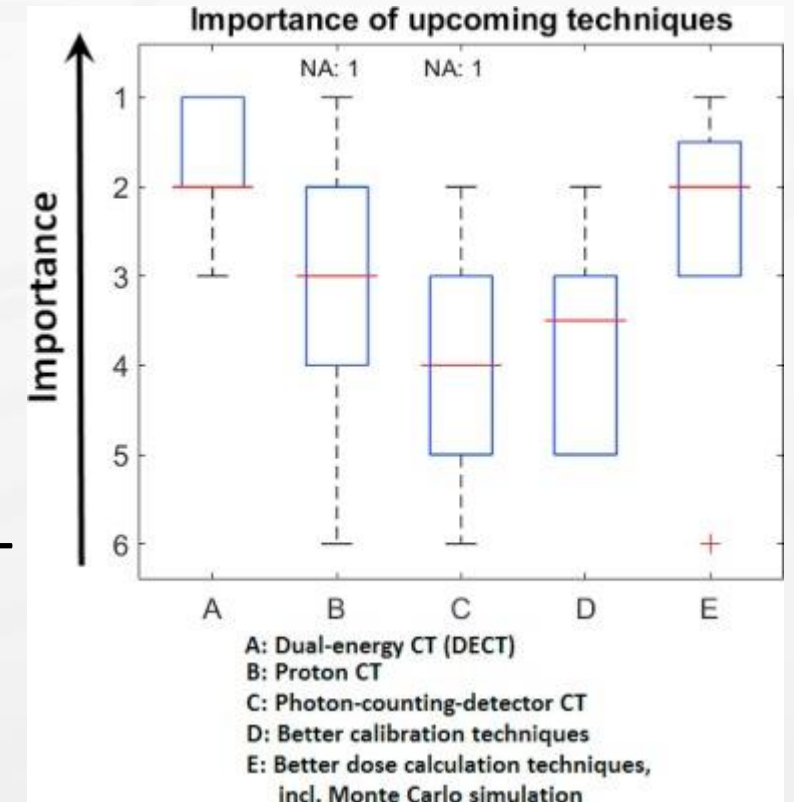 Importance of upcoming techniques
NA: 1 NA: 1
1
2
3
4
5
6
Importance
A B C D E
A: Dual-energy CT (DECT)
B: Proton CT
C: Photon-counting-detector CT
D: Better calibration techniques
E: Better dose calculation techniques,
incl. Monte Carlo simulation